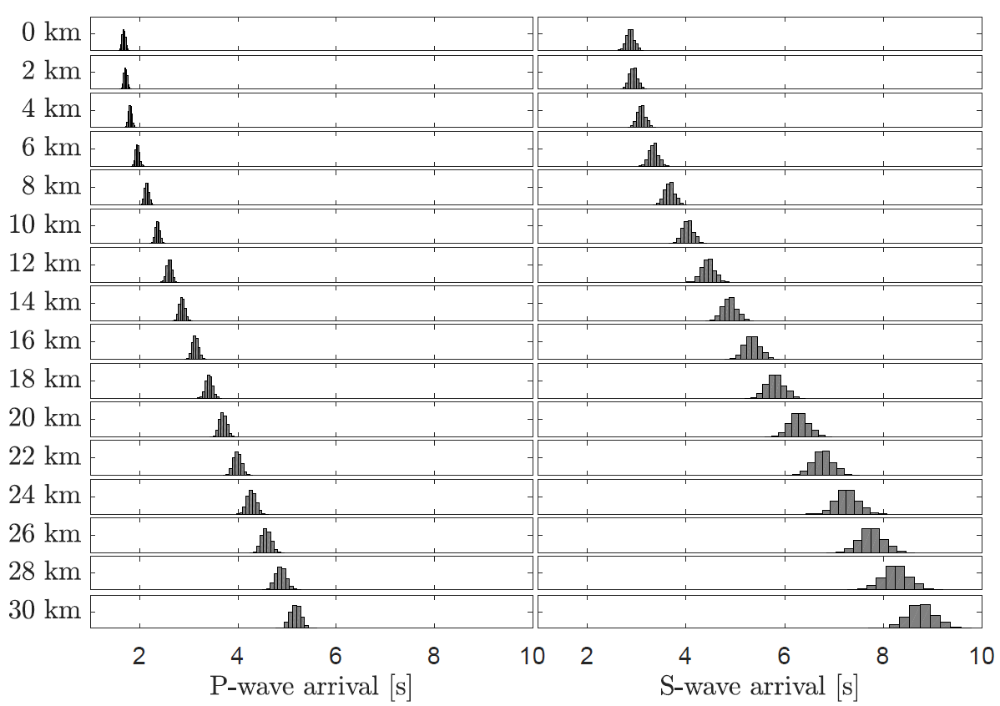 0 km
2 km
4 km
6 km
8 km
10 km
12 km
14 km
16 km
18 km
20 km
22 km
24 km
26 km
28 km
30 km
2 4 6 8 10 2 4 6 8 10
P-wave arrival [s] S-wave arrival [s]